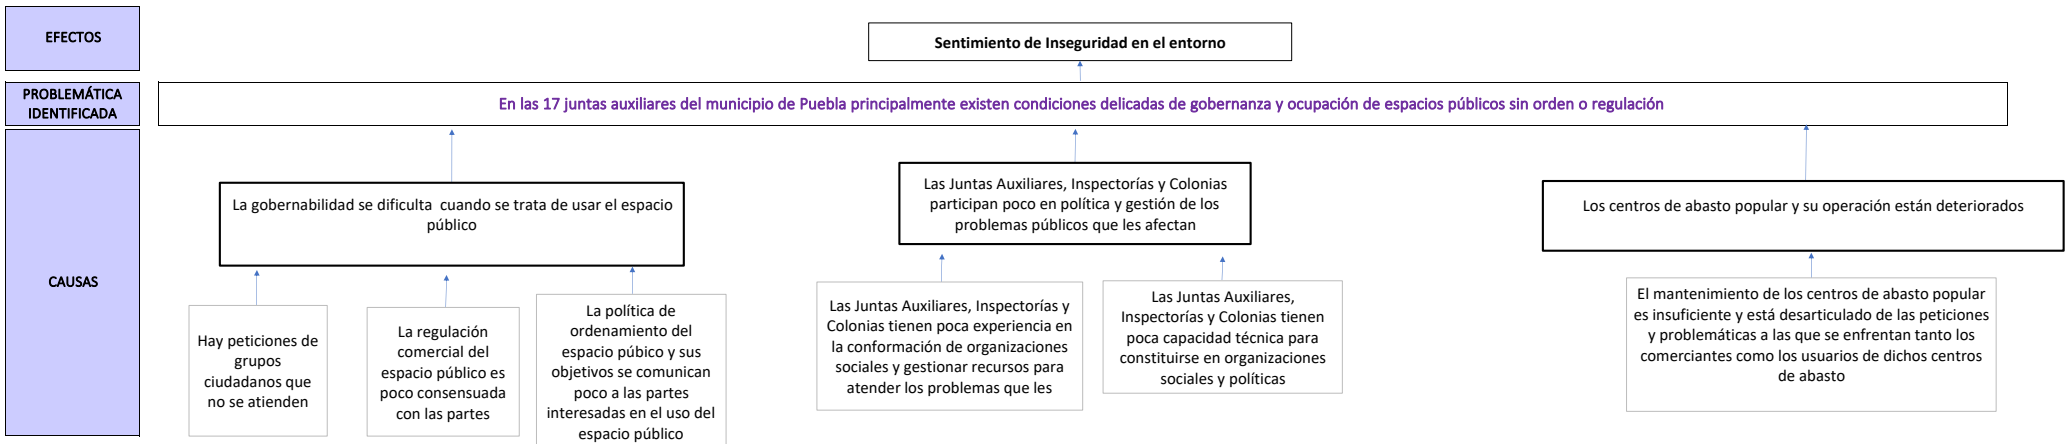 EFECTOS
Sentimiento de Inseguridad en el entorno
PROBLEMÁTICA
IDENTIFICADA
En las 17 juntas auxiliares del municipio de Puebla principalmente existen condiciones delicadas de gobernanza y ocupación de espacios públicos sin orden o regulación
CAUSAS
La gobernabilidad se dificulta cuando se trata de usar el espacio
público
Las Juntas Auxiliares, Inspectorías y Colonias
participan poco en política y gestión de los
problemas públicos que les afectan
Los centros de abasto popular y su operación están deteriorados
Hay peticiones de
grupos
ciudadanos que
no se atienden
La regulación
comercial del
espacio público es
poco consensuada
con las partes
La política de
ordenamiento del
espacio púbico y sus
objetivos se comunican
poco a las partes
interesadas en el uso del
espacio público
Las Juntas Auxiliares, Inspectorías y
Colonias tienen poca experiencia en
la conformación de organizaciones
sociales y gestionar recursos para
atender los problemas que les
Las Juntas Auxiliares,
Inspectorías y Colonias tienen
poca capacidad técnica para
constituirse en organizaciones
sociales y políticas
El mantenimiento de los centros de abasto popular
es insuficiente y está desarticulado de las peticiones
y problemáticas a las que se enfrentan tanto los
comerciantes como los usuarios de dichos centros
de abasto